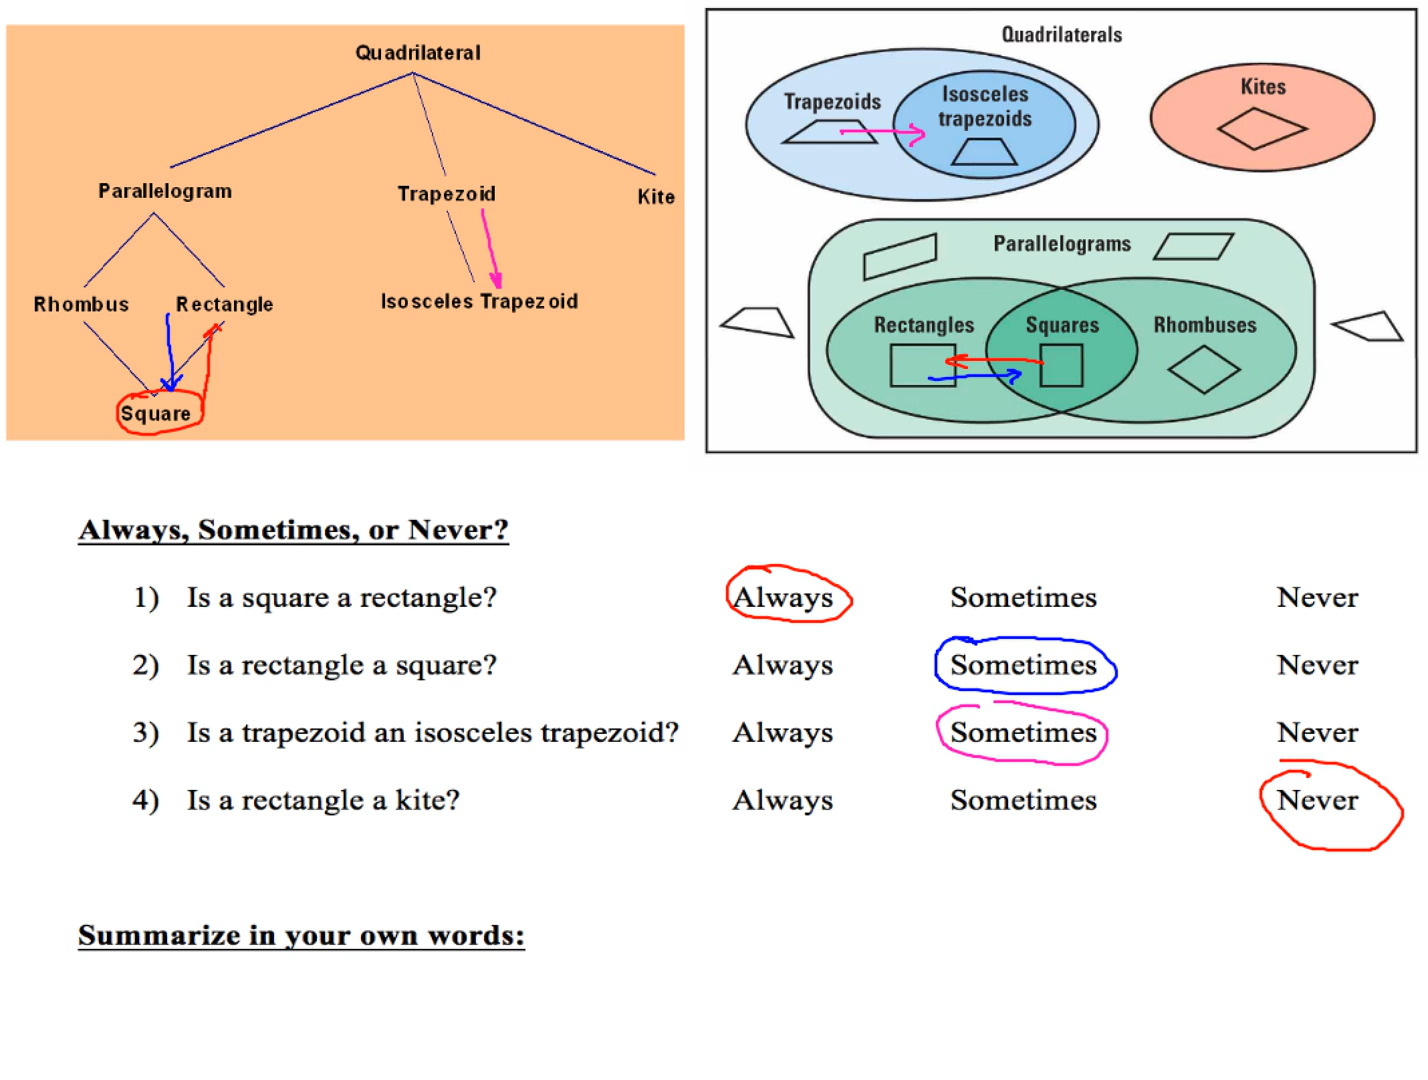 Quadrilateral
Parallelogram
Trapezoid
Kite
Rhombus
Rectangle
Isosceles Trapezoid
Square
Quadrilaterals
Trapezoids
Isosceles
trapezoids
Kites
Parallelograms
Rectangles
Squares
Rhombuses
Always, Sometimes, or Never?
1) Is a square a rectangle? Always Sometimes Never
2) Is a rectangle a square? Always Sometimes Never
3) Is a trapezoid an isosceles trapezoid? Always Sometimes Never
4) Is a rectangle a kite? Always Sometimes Never
Summarize in your own words: